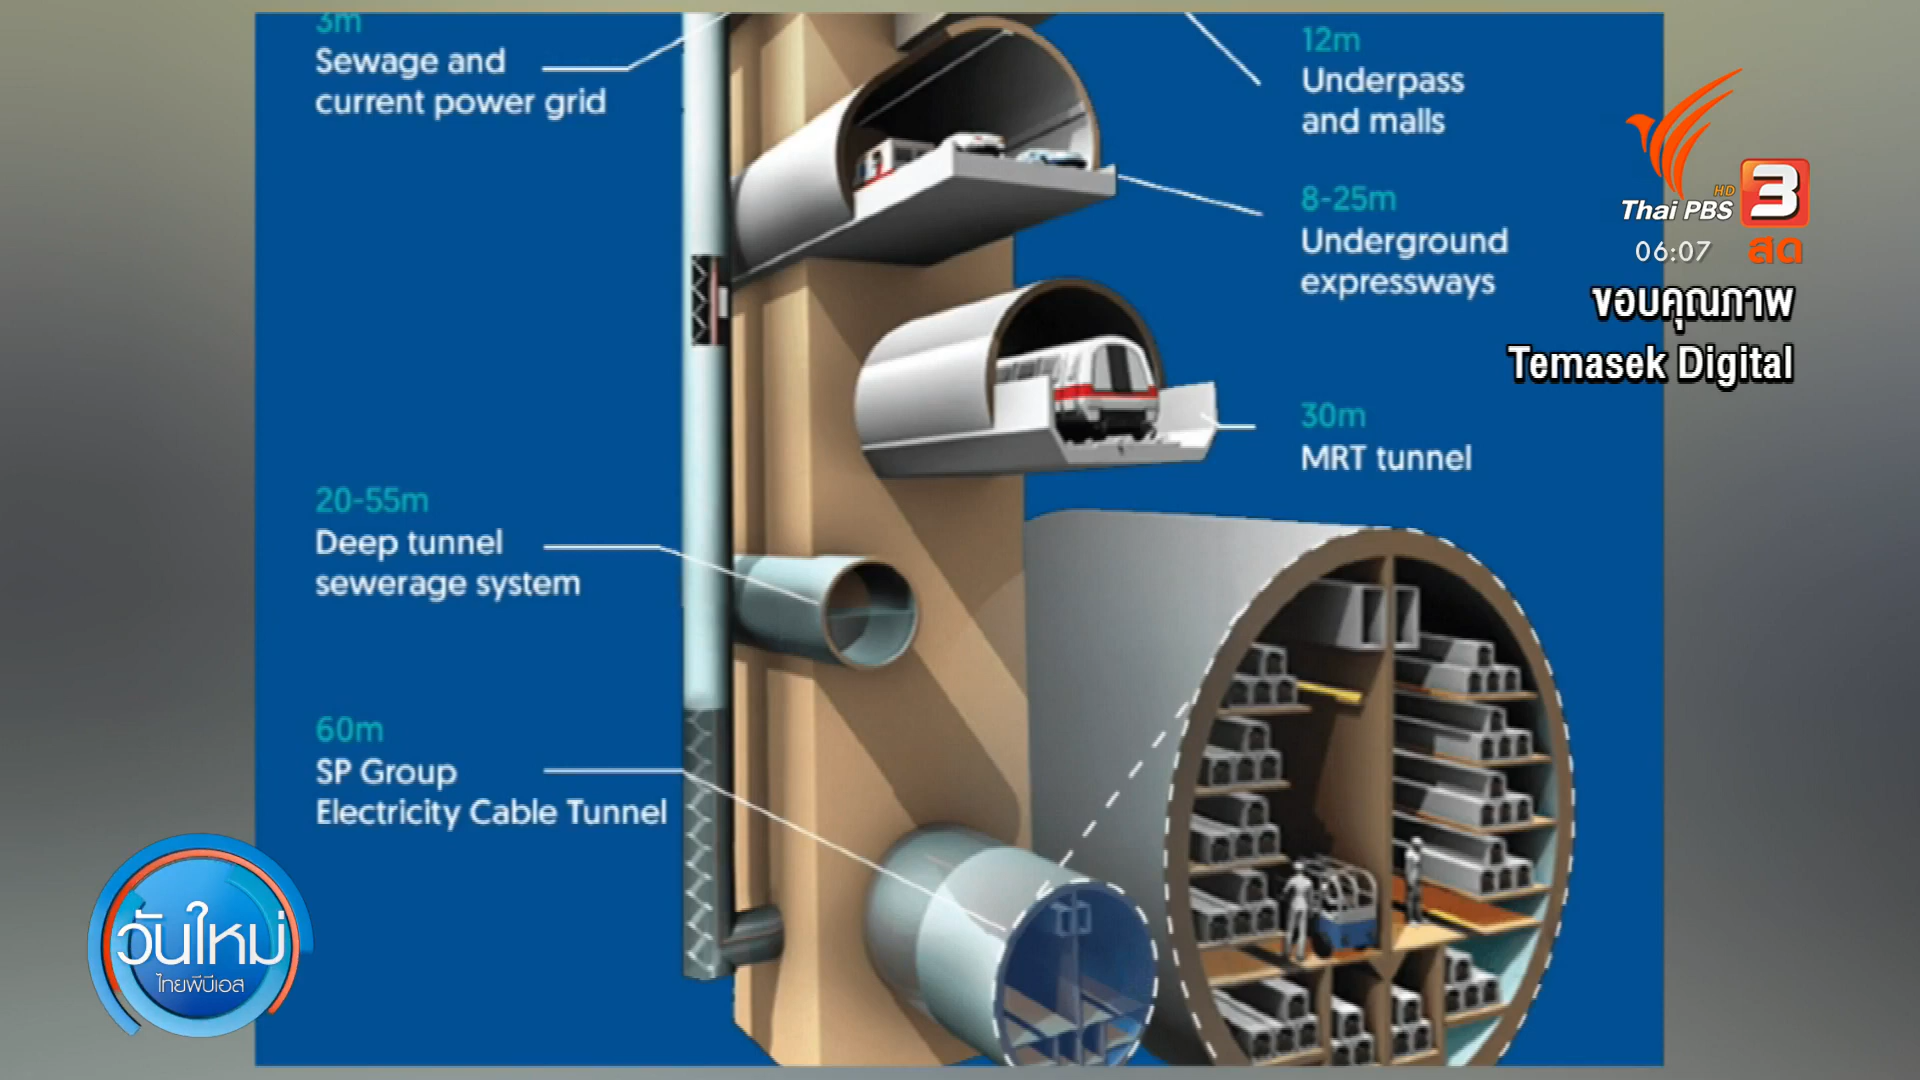 3m
Sewage and
current power grid
12m
Underpass
and malls
8-25m
Underground
expressways
30m
MRT tunnel
20-55m
Deep tunnel
sewerage system
60m
SP Group
Electricity Cable Tunnel
HD
Thai PBS 3
06:07 สด
ขอบคุณภาพ
Temasek Digital
วันใหม่
ไทยพีบีเอส